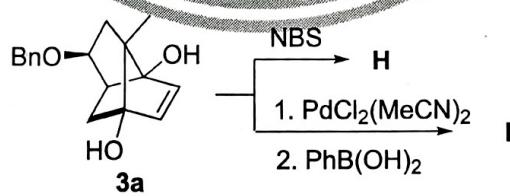 NBS
BnO
OH
H
1. PdCl₂(MeCN)₂
2. PhB(OH)₂
HO
3a